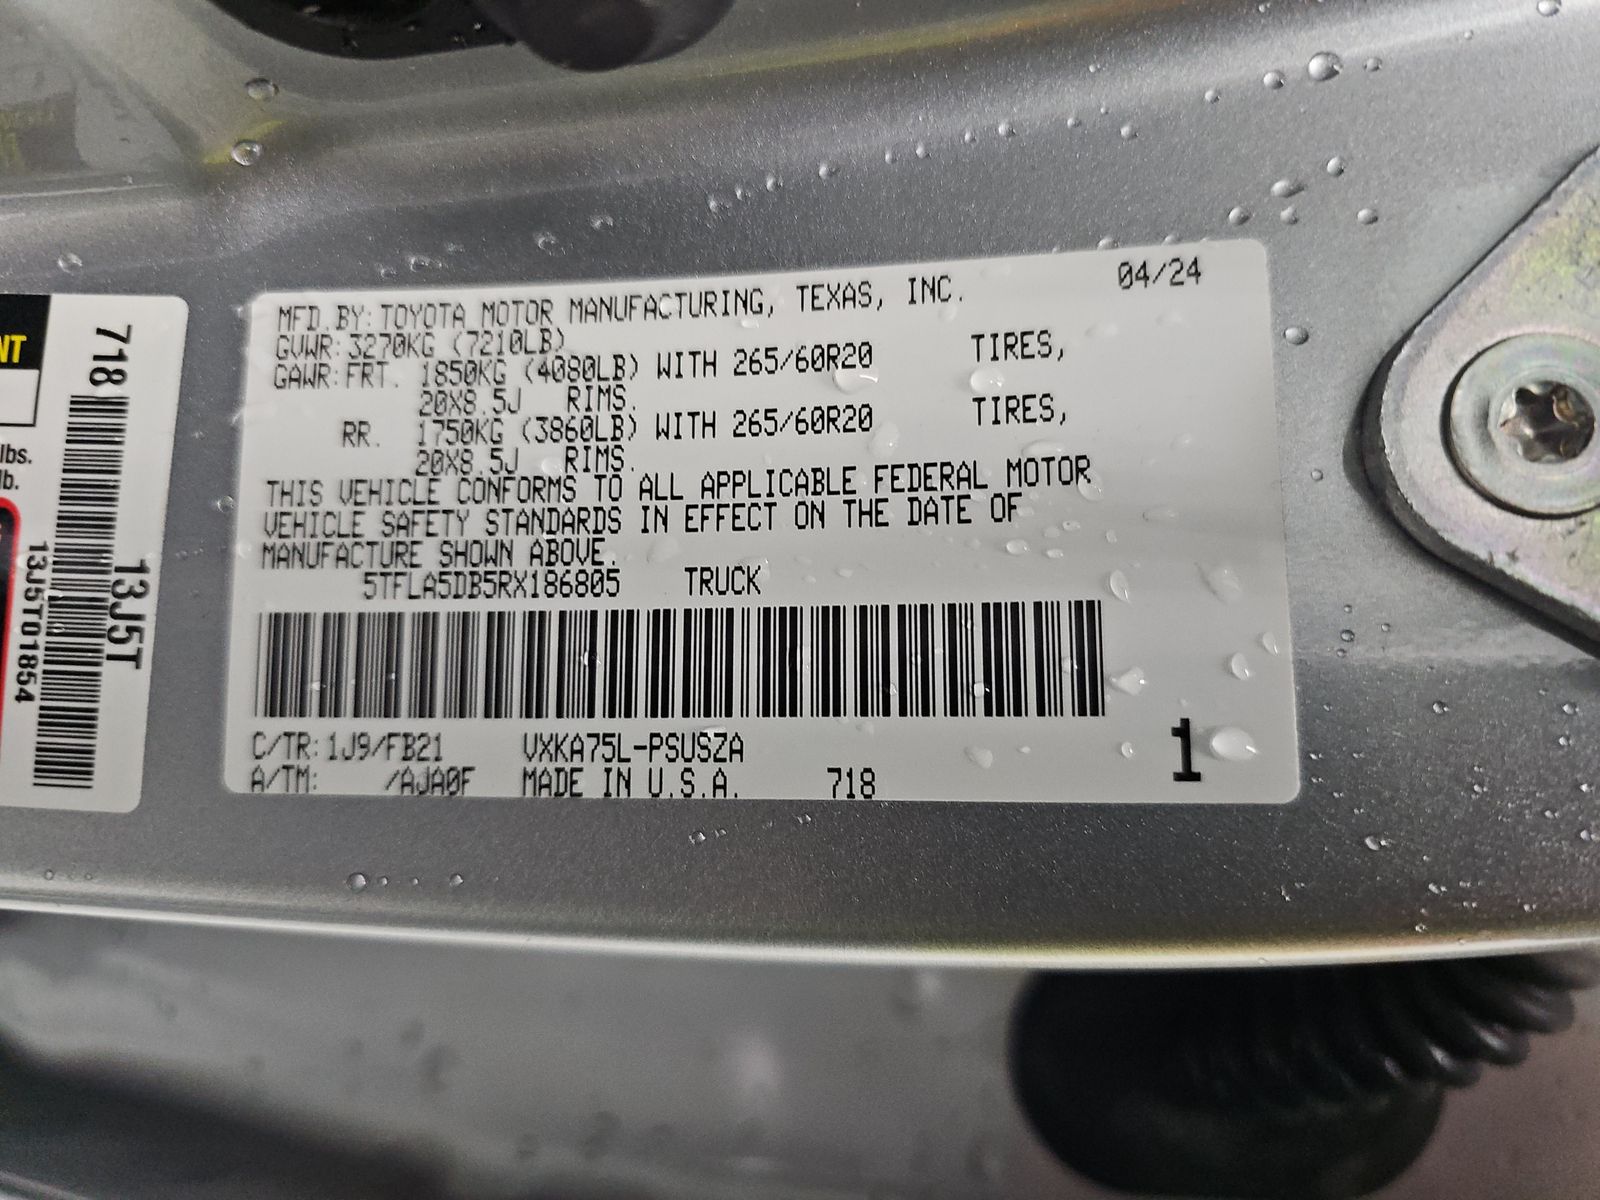 NT
lbs.
lb.
718
13J5T
13J5T01854
MFD.BY:TOYOTA MOTOR MANUFACTURING, TEXAS, INC. 04/24
GVWR:3270KG (7210LB)
GAWR:FRT. 1850KG (4080LB) WITH 265/60R20 TIRES,
20X8.5J RIMS.
RR. 1750KG (3860LB) WITH 265/60R20 TIRES,
20X8.5J RIMS.
THIS VEHICLE CONFORMS TO ALL APPLICABLE FEDERAL MOTOR
VEHICLE SAFETY STANDARDS IN EFFECT ON THE DATE OF
MANUFACTURE SHOWN ABOVE.
5TFLA5DB5RX186805 TRUCK
C/TR:1J9/FB21 VXKA75L-PSUSZA
A/TM: /AJA0F MADE IN U.S.A. 718
1